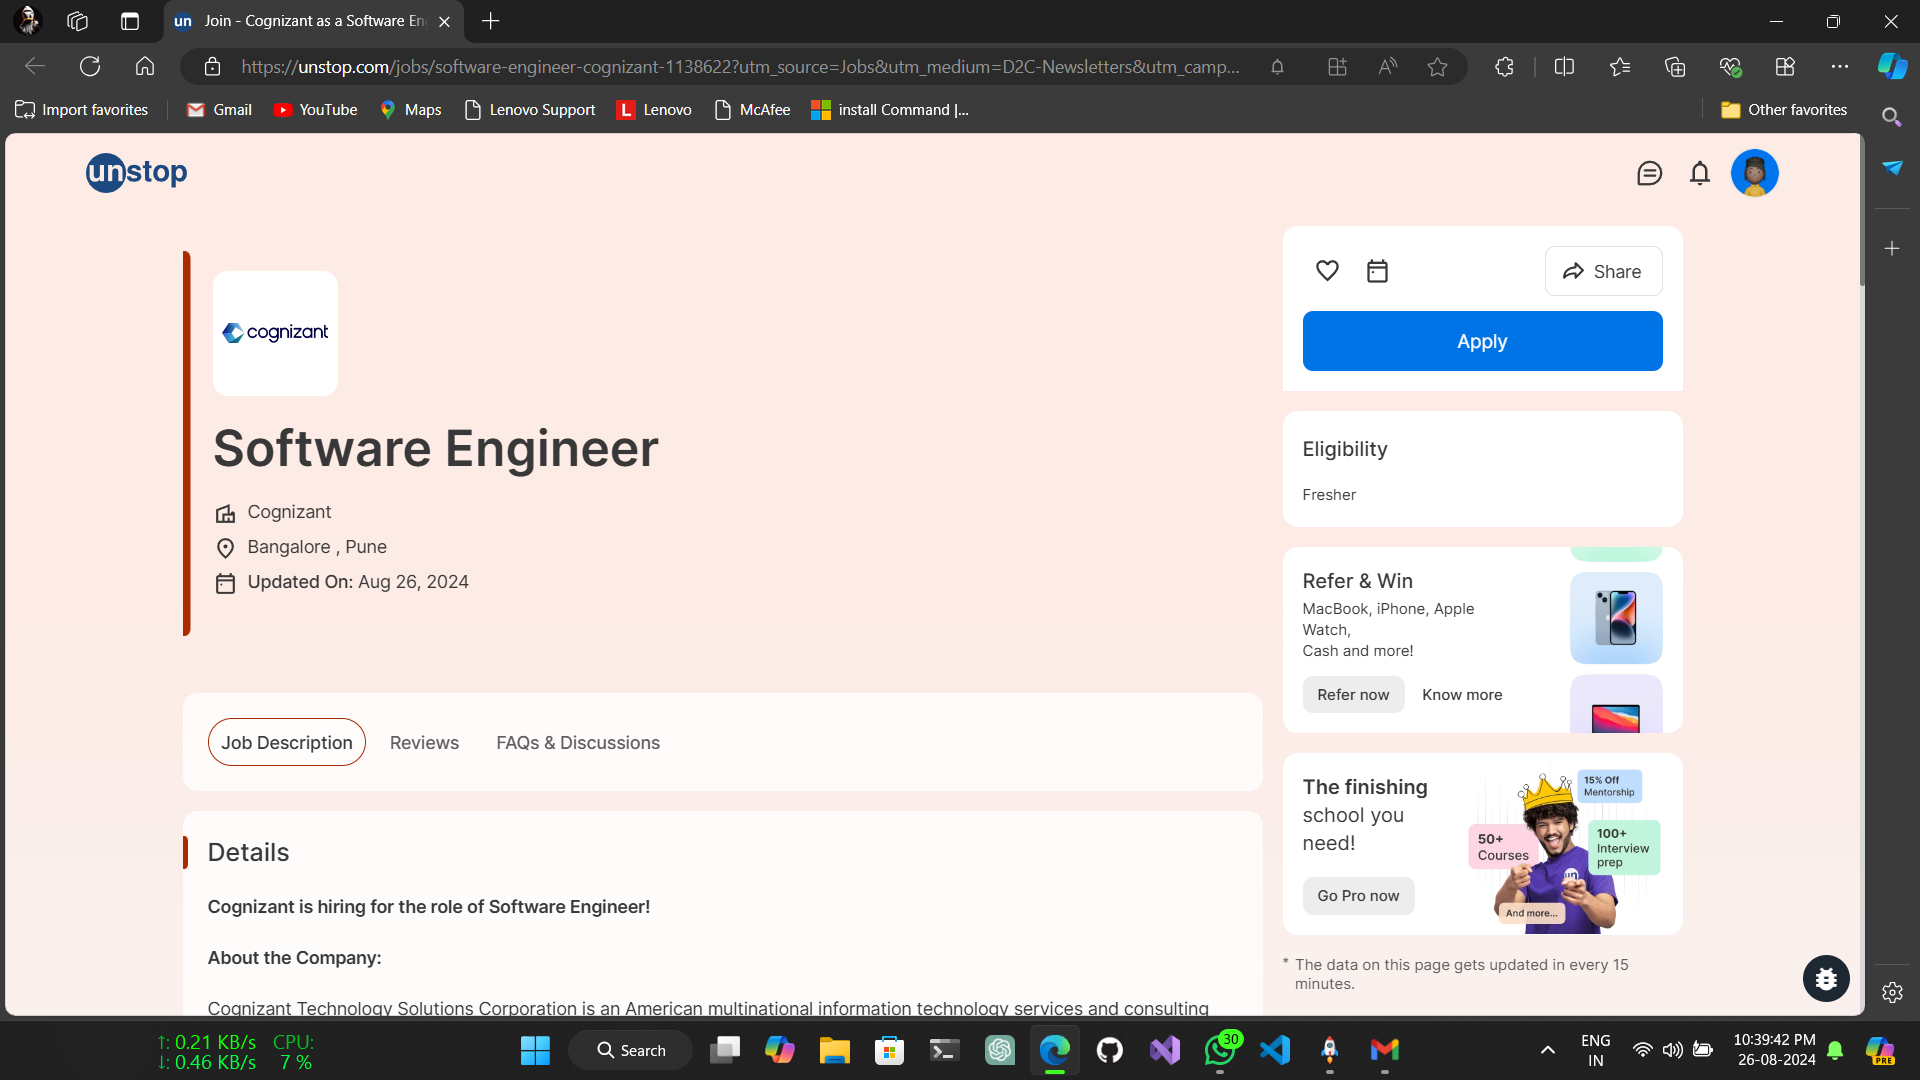 un Join - Cognizant as a Software En
https://unstop.com/jobs/software-engineer-cognizant-1138622?utm_source=Jobs&utm_medium=D2C-Newsletters&utm_camp...
Import favorites
Gmail
YouTube
Maps
Lenovo Support
L Lenovo
McAfee
install Command |...
Other favorites
unstop
cognizant
Software Engineer
Cognizant
Bangalore , Pune
Updated On: Aug 26, 2024
Job Description
Reviews
FAQs & Discussions
Details
Cognizant is hiring for the role of Software Engineer!
About the Company:
Cognizant Technology Solutions Corporation is an American multinational information technology services and consulting
Share
Apply
Eligibility
Fresher
Refer & Win
MacBook, iPhone, Apple
Watch,
Cash and more!
Refer now
Know more
The finishing
school you
need!
Go Pro now
15% Off
Mentorship
50+
Courses
100+
Interview
prep
un
And more...
* The data on this page gets updated in every 15
minutes.
↑: 0.21 KB/s CPU:
↓: 0.46 KB/s 7 %
Search
30
ENG
IN
10:39:42 PM
26-08-2024
PRE